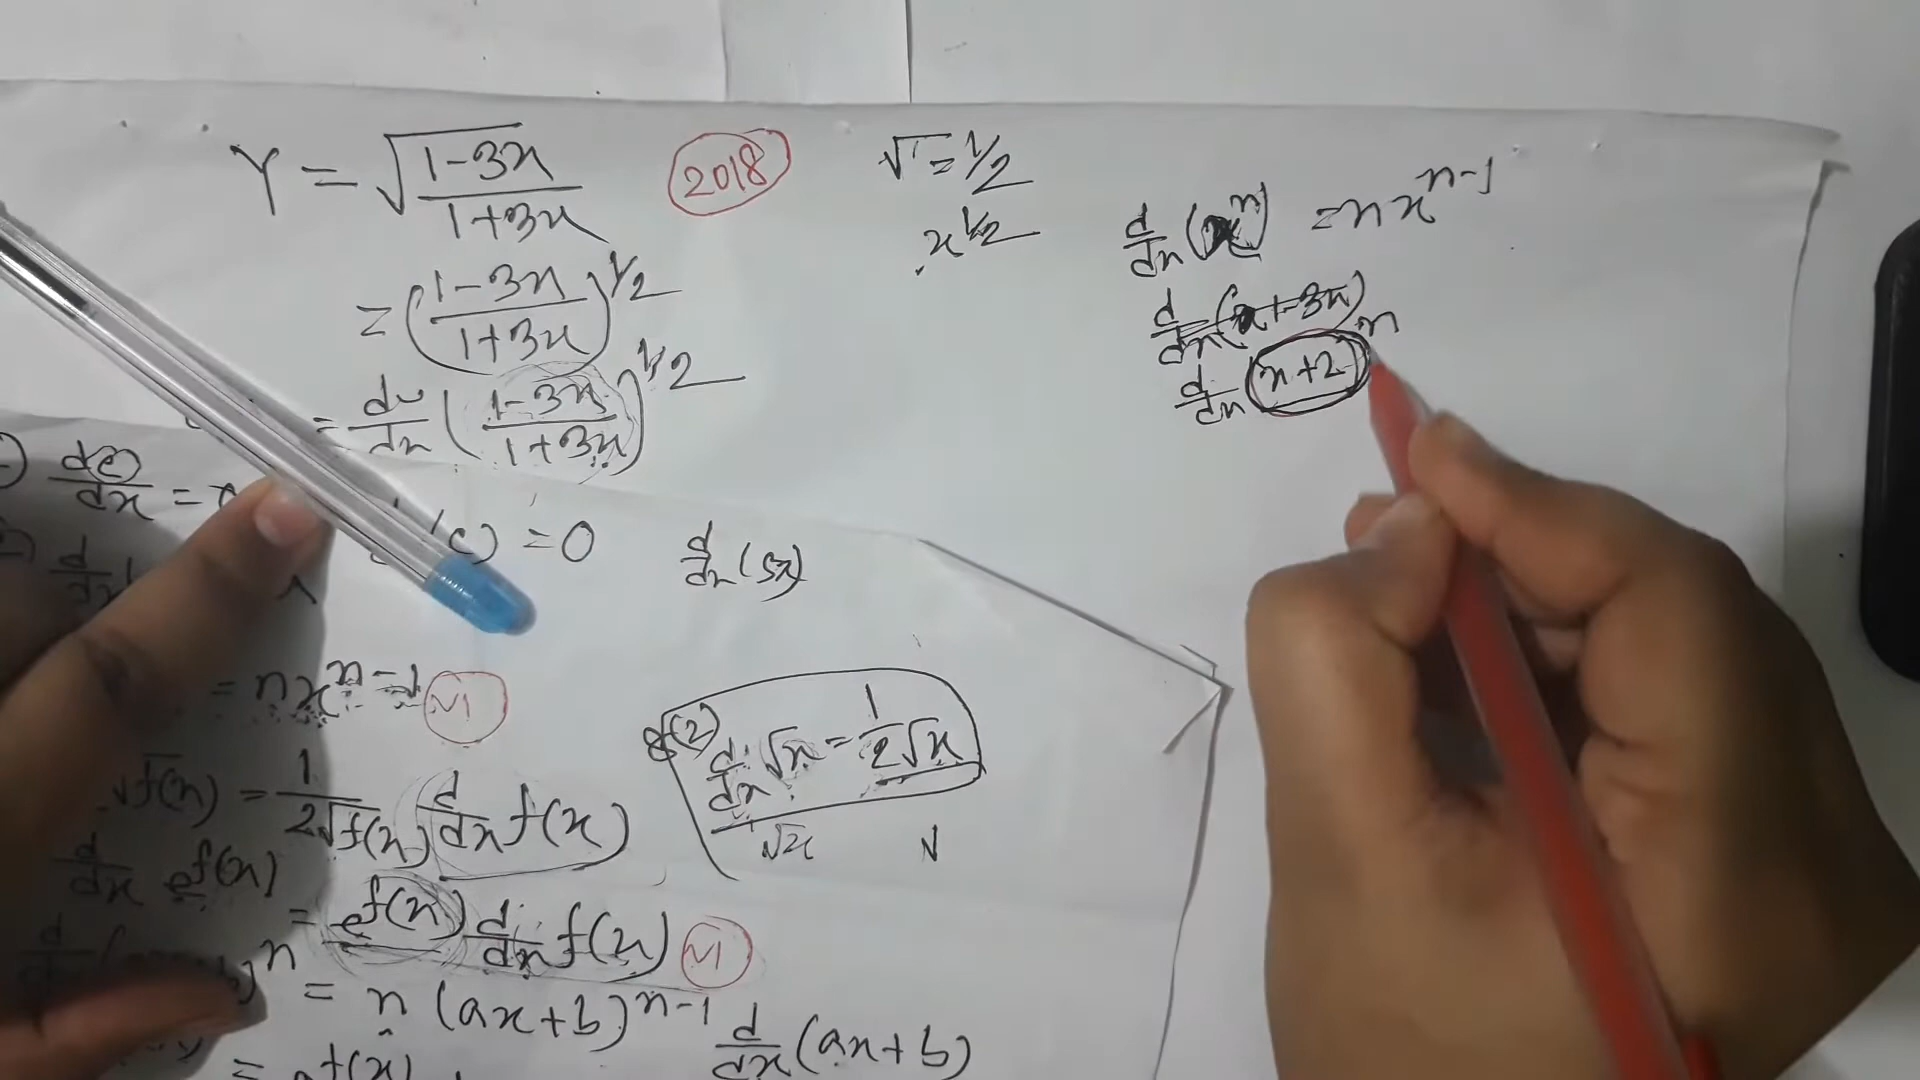 Y = √(1-3x / 1+3x)
2018
= (1-3x / 1+3x)^1/2
= d/dx (1-3x / 1+3x)^1/2
√ = 1/2
x^1/2
d/dx (x^n) = nx^n-1
d/dx (x+3x)
d/dx (x+2)^n
d(c)/dx =
(c) = 0
d/dx (5x)
= nx^n-1
VI
√f(x) = 1/2√f(x) d/dx f(x)
(2) d/dx √x = 1/2√x
√x
d/dx e^f(x)
= e^f(x) d/dx f(x)
VI
n = n (ax+b)^n-1 d/dx (ax+b)
= f(x)